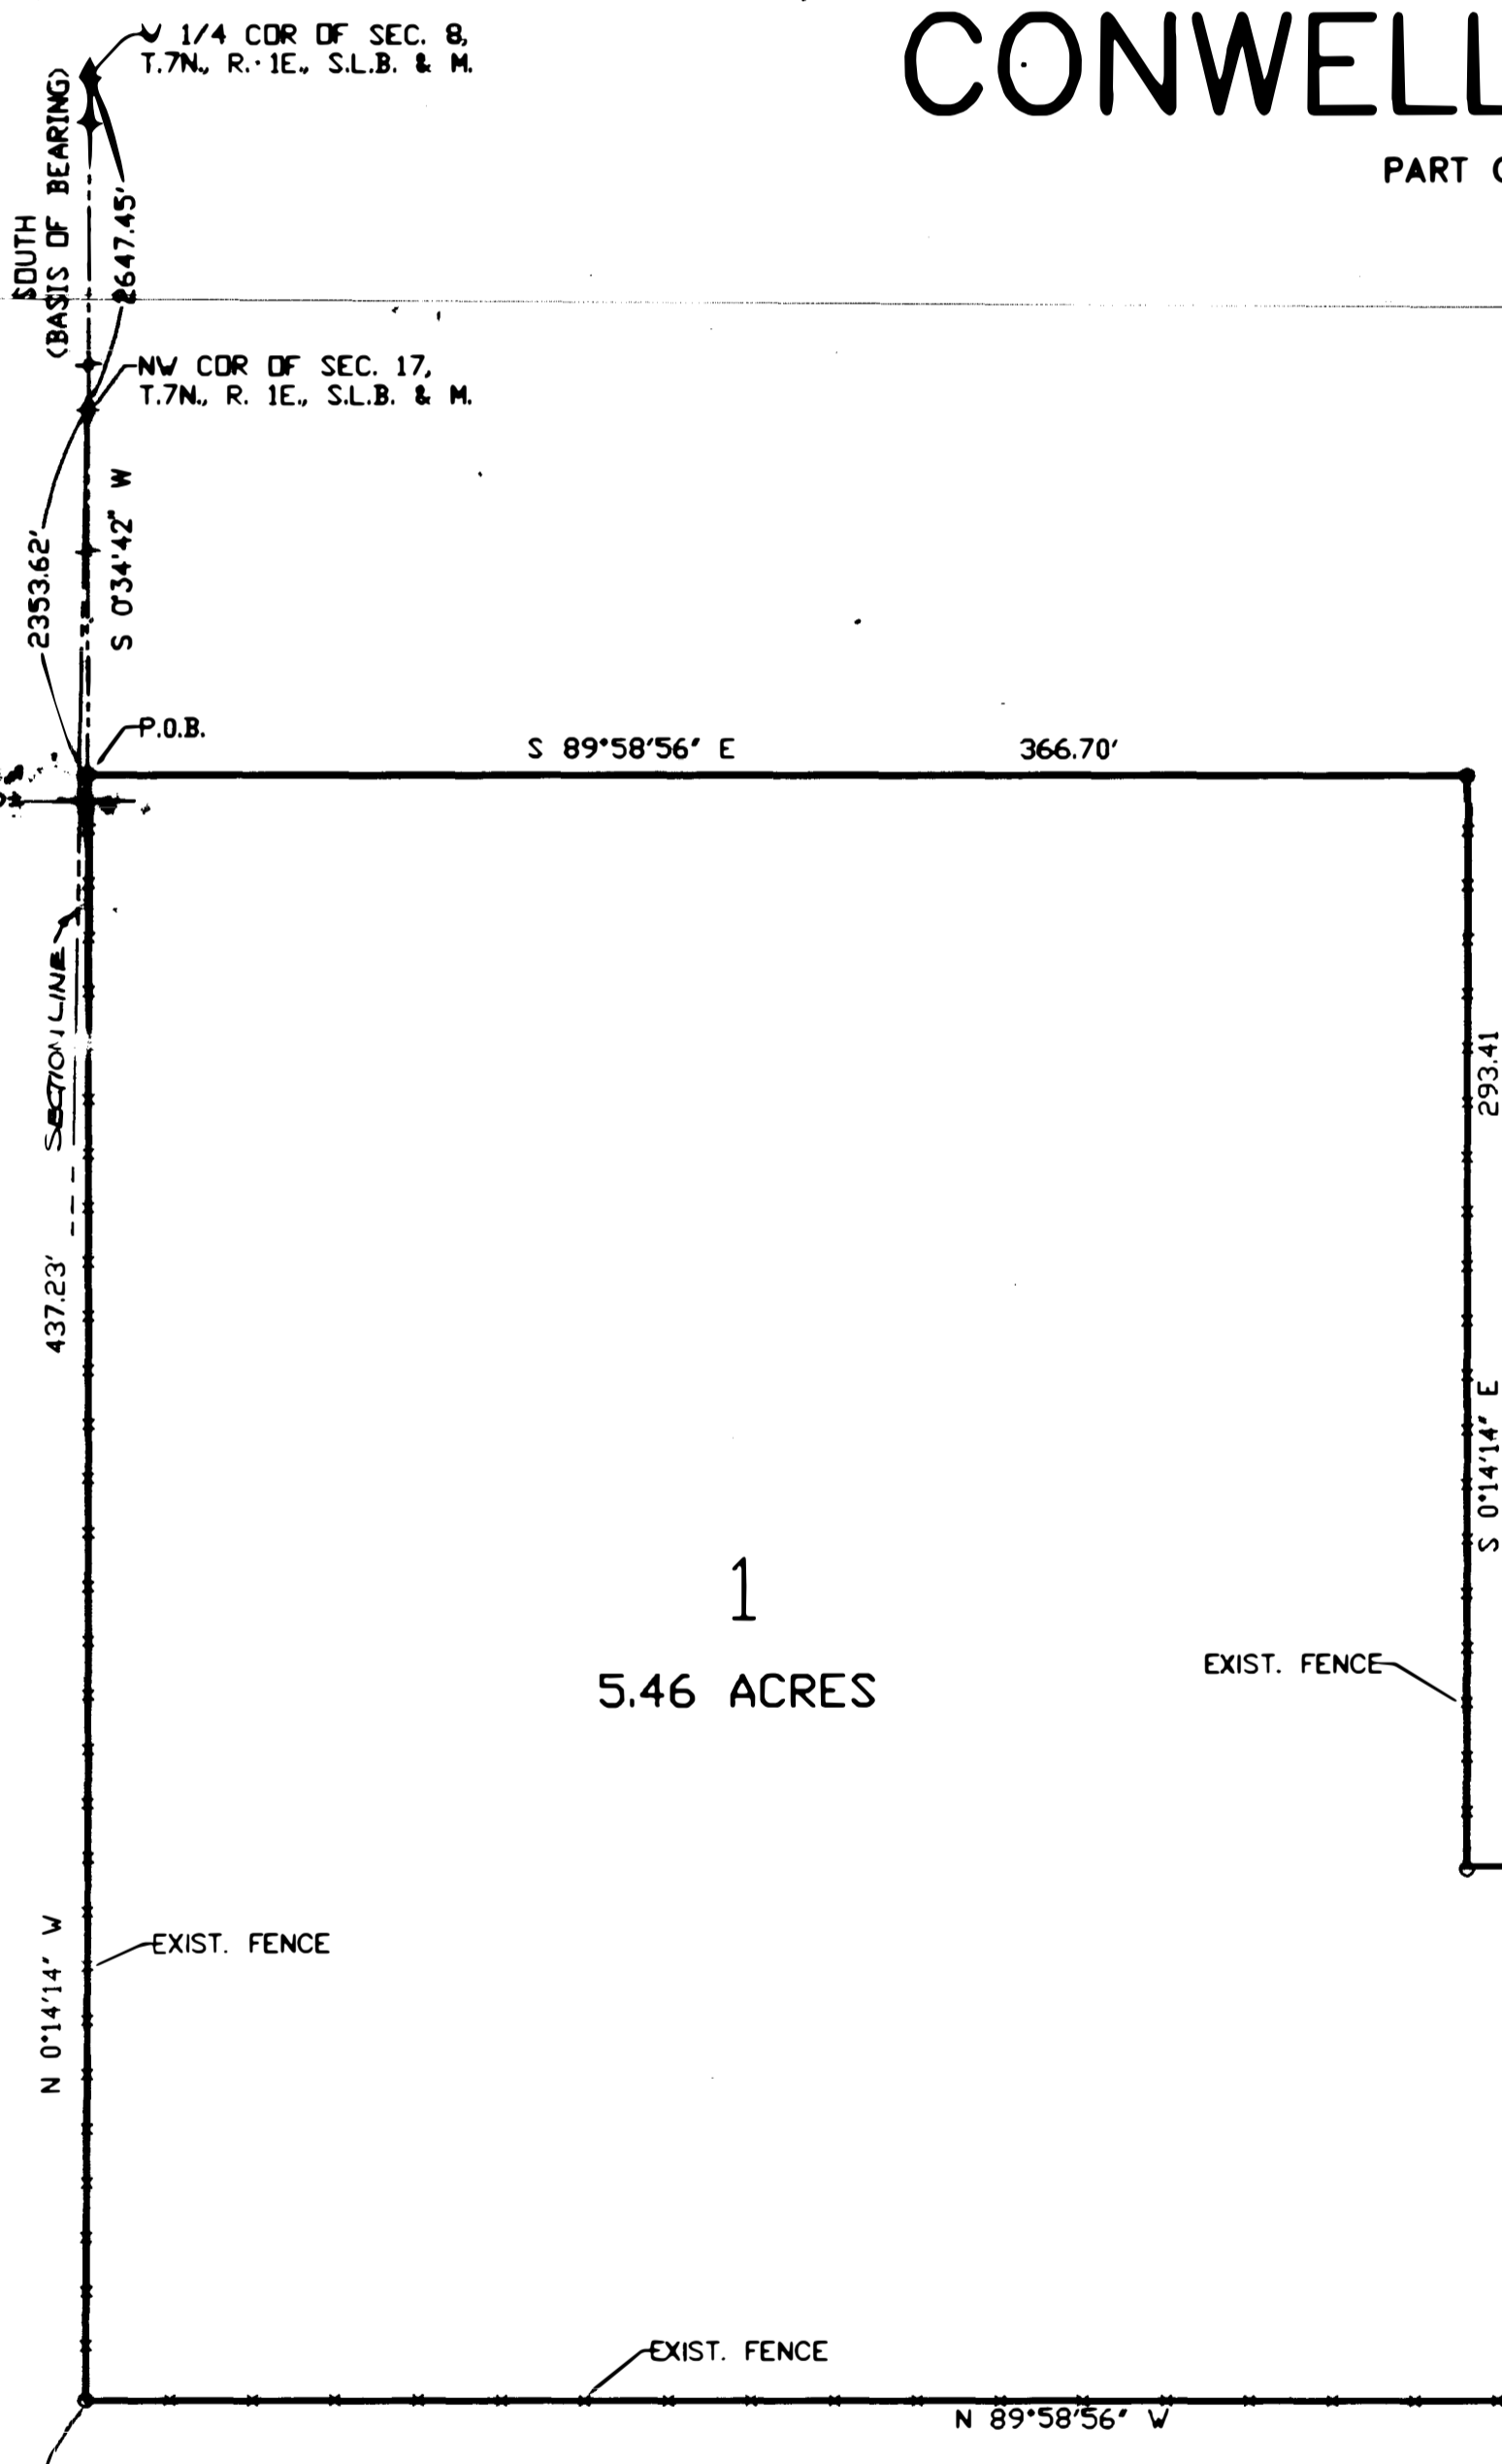 CONWELL
PART
1/4 COR OF SEC. 8,
T.7N., R. 1E., S.L.B. & M.
SOUTH
(BASIS OF BEARING)
2647.45'
NW COR OF SEC. 17,
T.7N., R. 1E., S.L.B. & M.
2353.62'
S 0°34'42" W
P.O.B.
S 89°58'56" E 366.70'
SECTION LINE
437.23'
N 0°14'14" W
293.41
S 0°14'14" E
1
5.46 ACRES
EXIST. FENCE
EXIST. FENCE
EXIST. FENCE
N 89°58'56" W